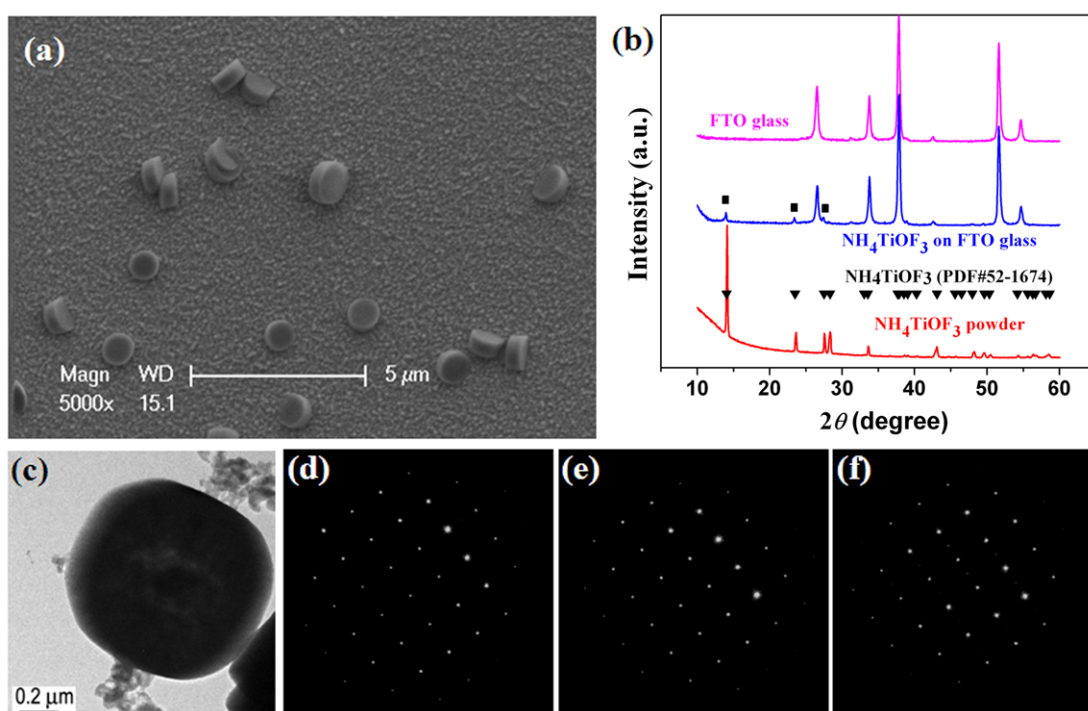 (a)
Magn WD
5000x 15.1
5 μm
(b)
Intensity (a.u.)
FTO glass
NH₄TiOF₃ on FTO glass
NH₄TiOF₃ (PDF#52-1674)
NH₄TiOF₃ powder
10 20 30 40 50 60
2θ (degree)
(c)
0.2 μm
(d)
(e)
(f)